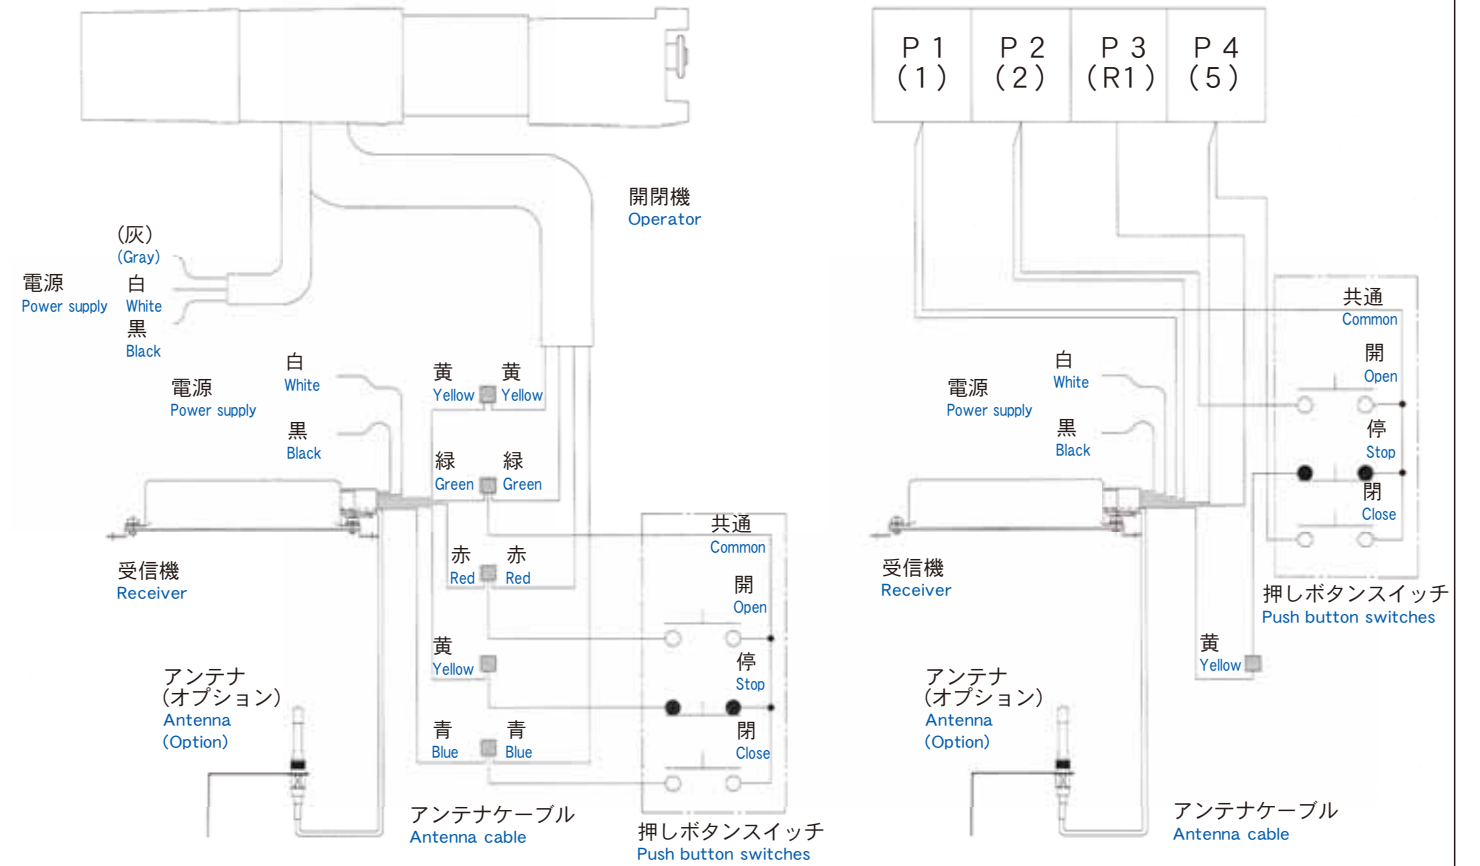 開閉機
Operator
(灰)
(Gray)
電源
Power supply
白
White
黒
Black
電源
Power supply
白
White
黒
Black
黄
Yellow
黄
Yellow
緑
Green
緑
Green
赤
Red
赤
Red
黄
Yellow
青
Blue
青
Blue
受信機
Receiver
アンテナ
(オプション)
Antenna
(Option)
アンテナケーブル
Antenna cable
共通
Common
開
Open
停
Stop
閉
Close
押しボタンスイッチ
Push button switches
P 1
(1)
P 2
(2)
P 3
(R1)
P 4
(5)
共通
Common
開
Open
停
Stop
閉
Close
押しボタンスイッチ
Push button switches
電源
Power supply
白
White
黒
Black
受信機
Receiver
黄
Yellow
アンテナ
(オプション)
Antenna
(Option)
アンテナケーブル
Antenna cable